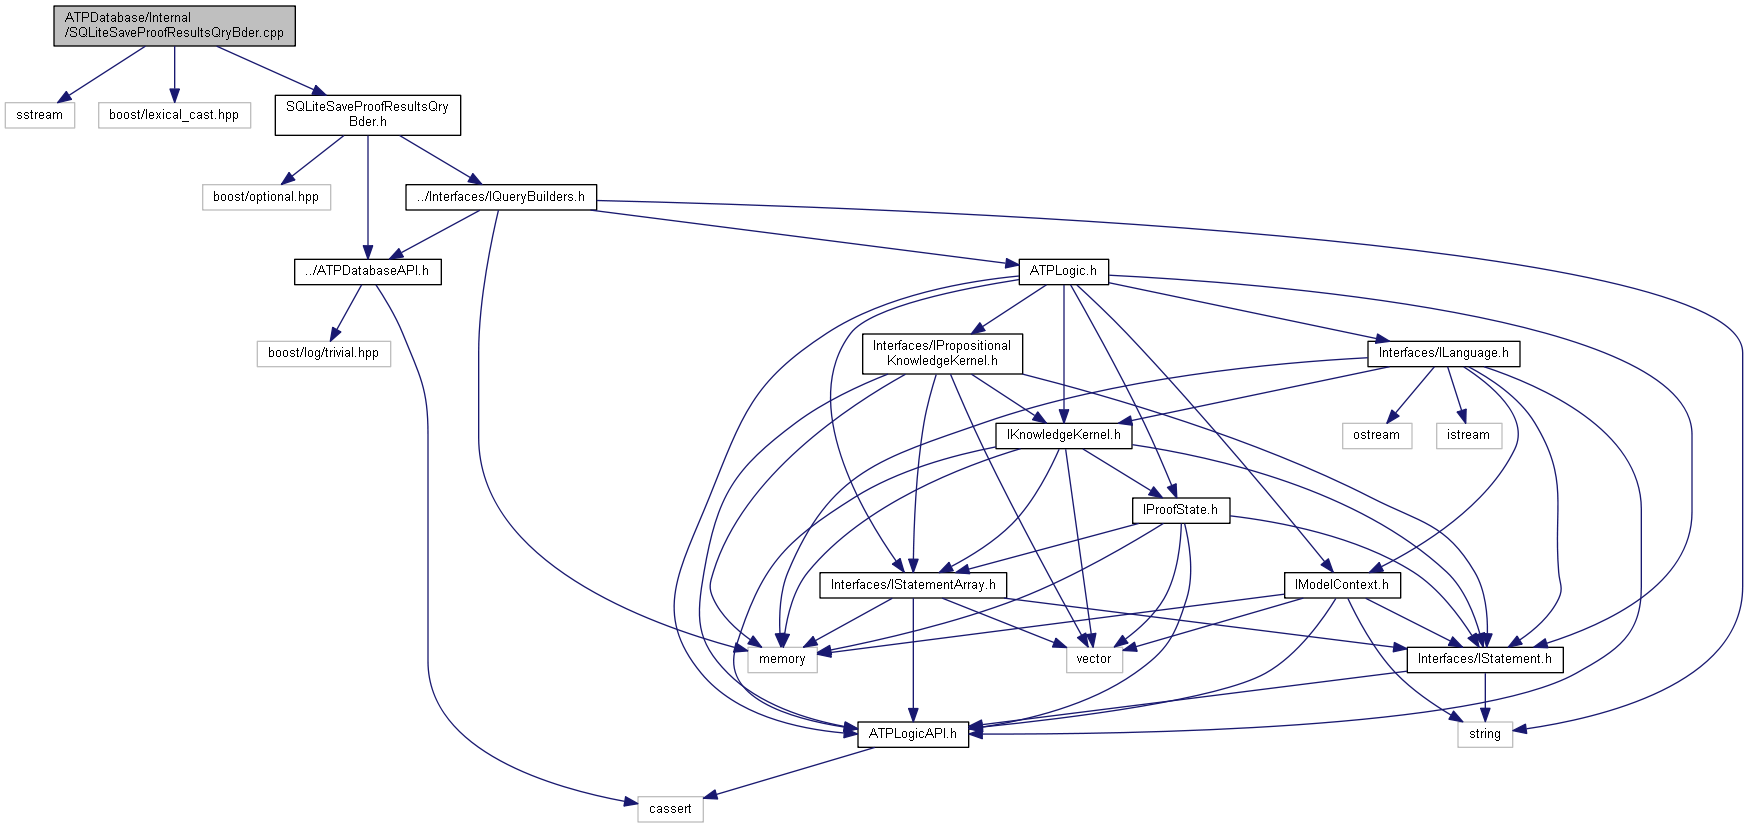 ATPDatabase/Internal
/SQLiteSaveProofResultsQryBder.cpp
sstream
boost/lexical_cast.hpp
SQLiteSaveProofResultsQry
Bder.h
boost/optional.hpp
../Interfaces/IQueryBuilders.h
../ATPDatabaseAPI.h
ATPLogic.h
boost/log/trivial.hpp
Interfaces/IPropositional
KnowledgeKernel.h
Interfaces/ILanguage.h
IKnowledgeKernel.h
ostream
istream
IProofState.h
Interfaces/IStatementArray.h
IModelContext.h
memory
vector
Interfaces/IStatement.h
ATPLogicAPI.h
string
cassert